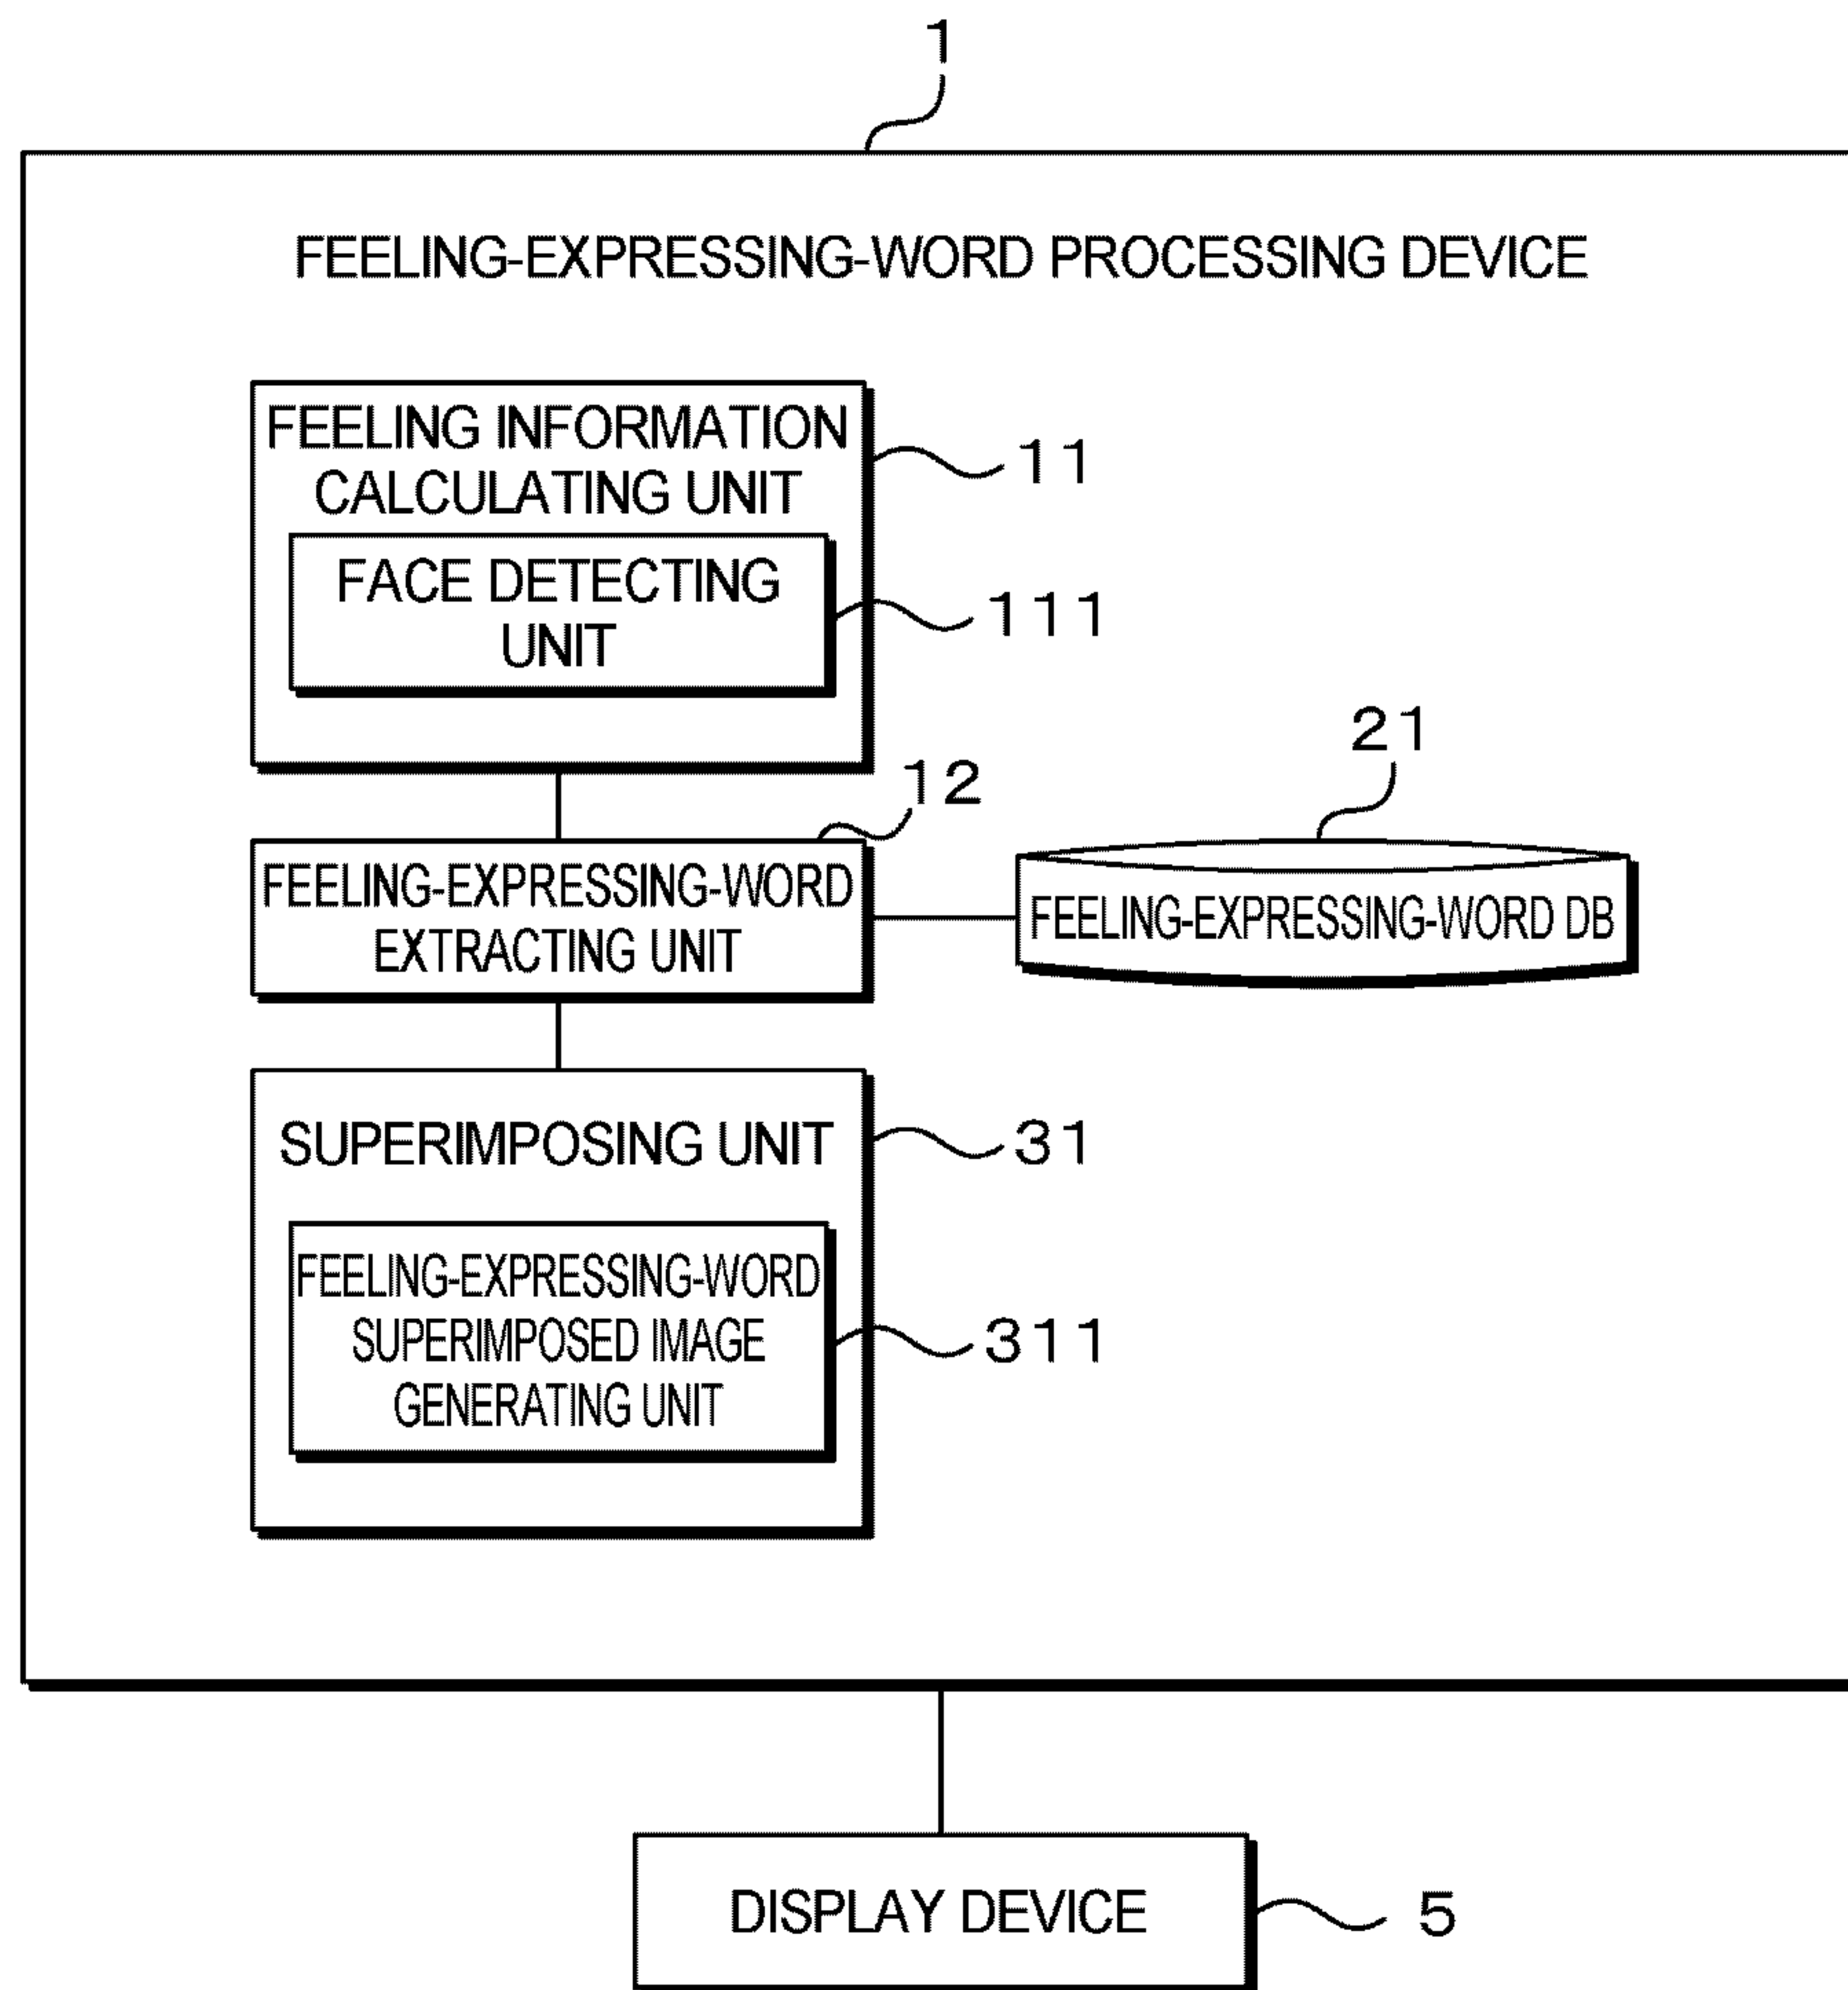 1
FEELING-EXPRESSING-WORD PROCESSING DEVICE
FEELING INFORMATION
CALCULATING UNIT
11
FACE DETECTING
UNIT
111
12
FEELING-EXPRESSING-WORD
EXTRACTING UNIT
21
FEELING-EXPRESSING-WORD DB
SUPERIMPOSING UNIT
31
FEELING-EXPRESSING-WORD
SUPERIMPOSED IMAGE
GENERATING UNIT
311
DISPLAY DEVICE
5